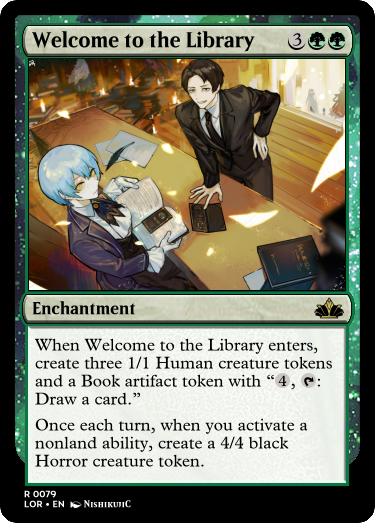 Welcome to the Library 3
Enchantment
When Welcome to the Library enters,
create three 1/1 Human creature tokens
and a Book artifact token with “4, :
Draw a card.”
Once each turn, when you activate a
nonland ability, create a 4/4 black
Horror creature token.
R 0079
LOR • EN NishikujiC